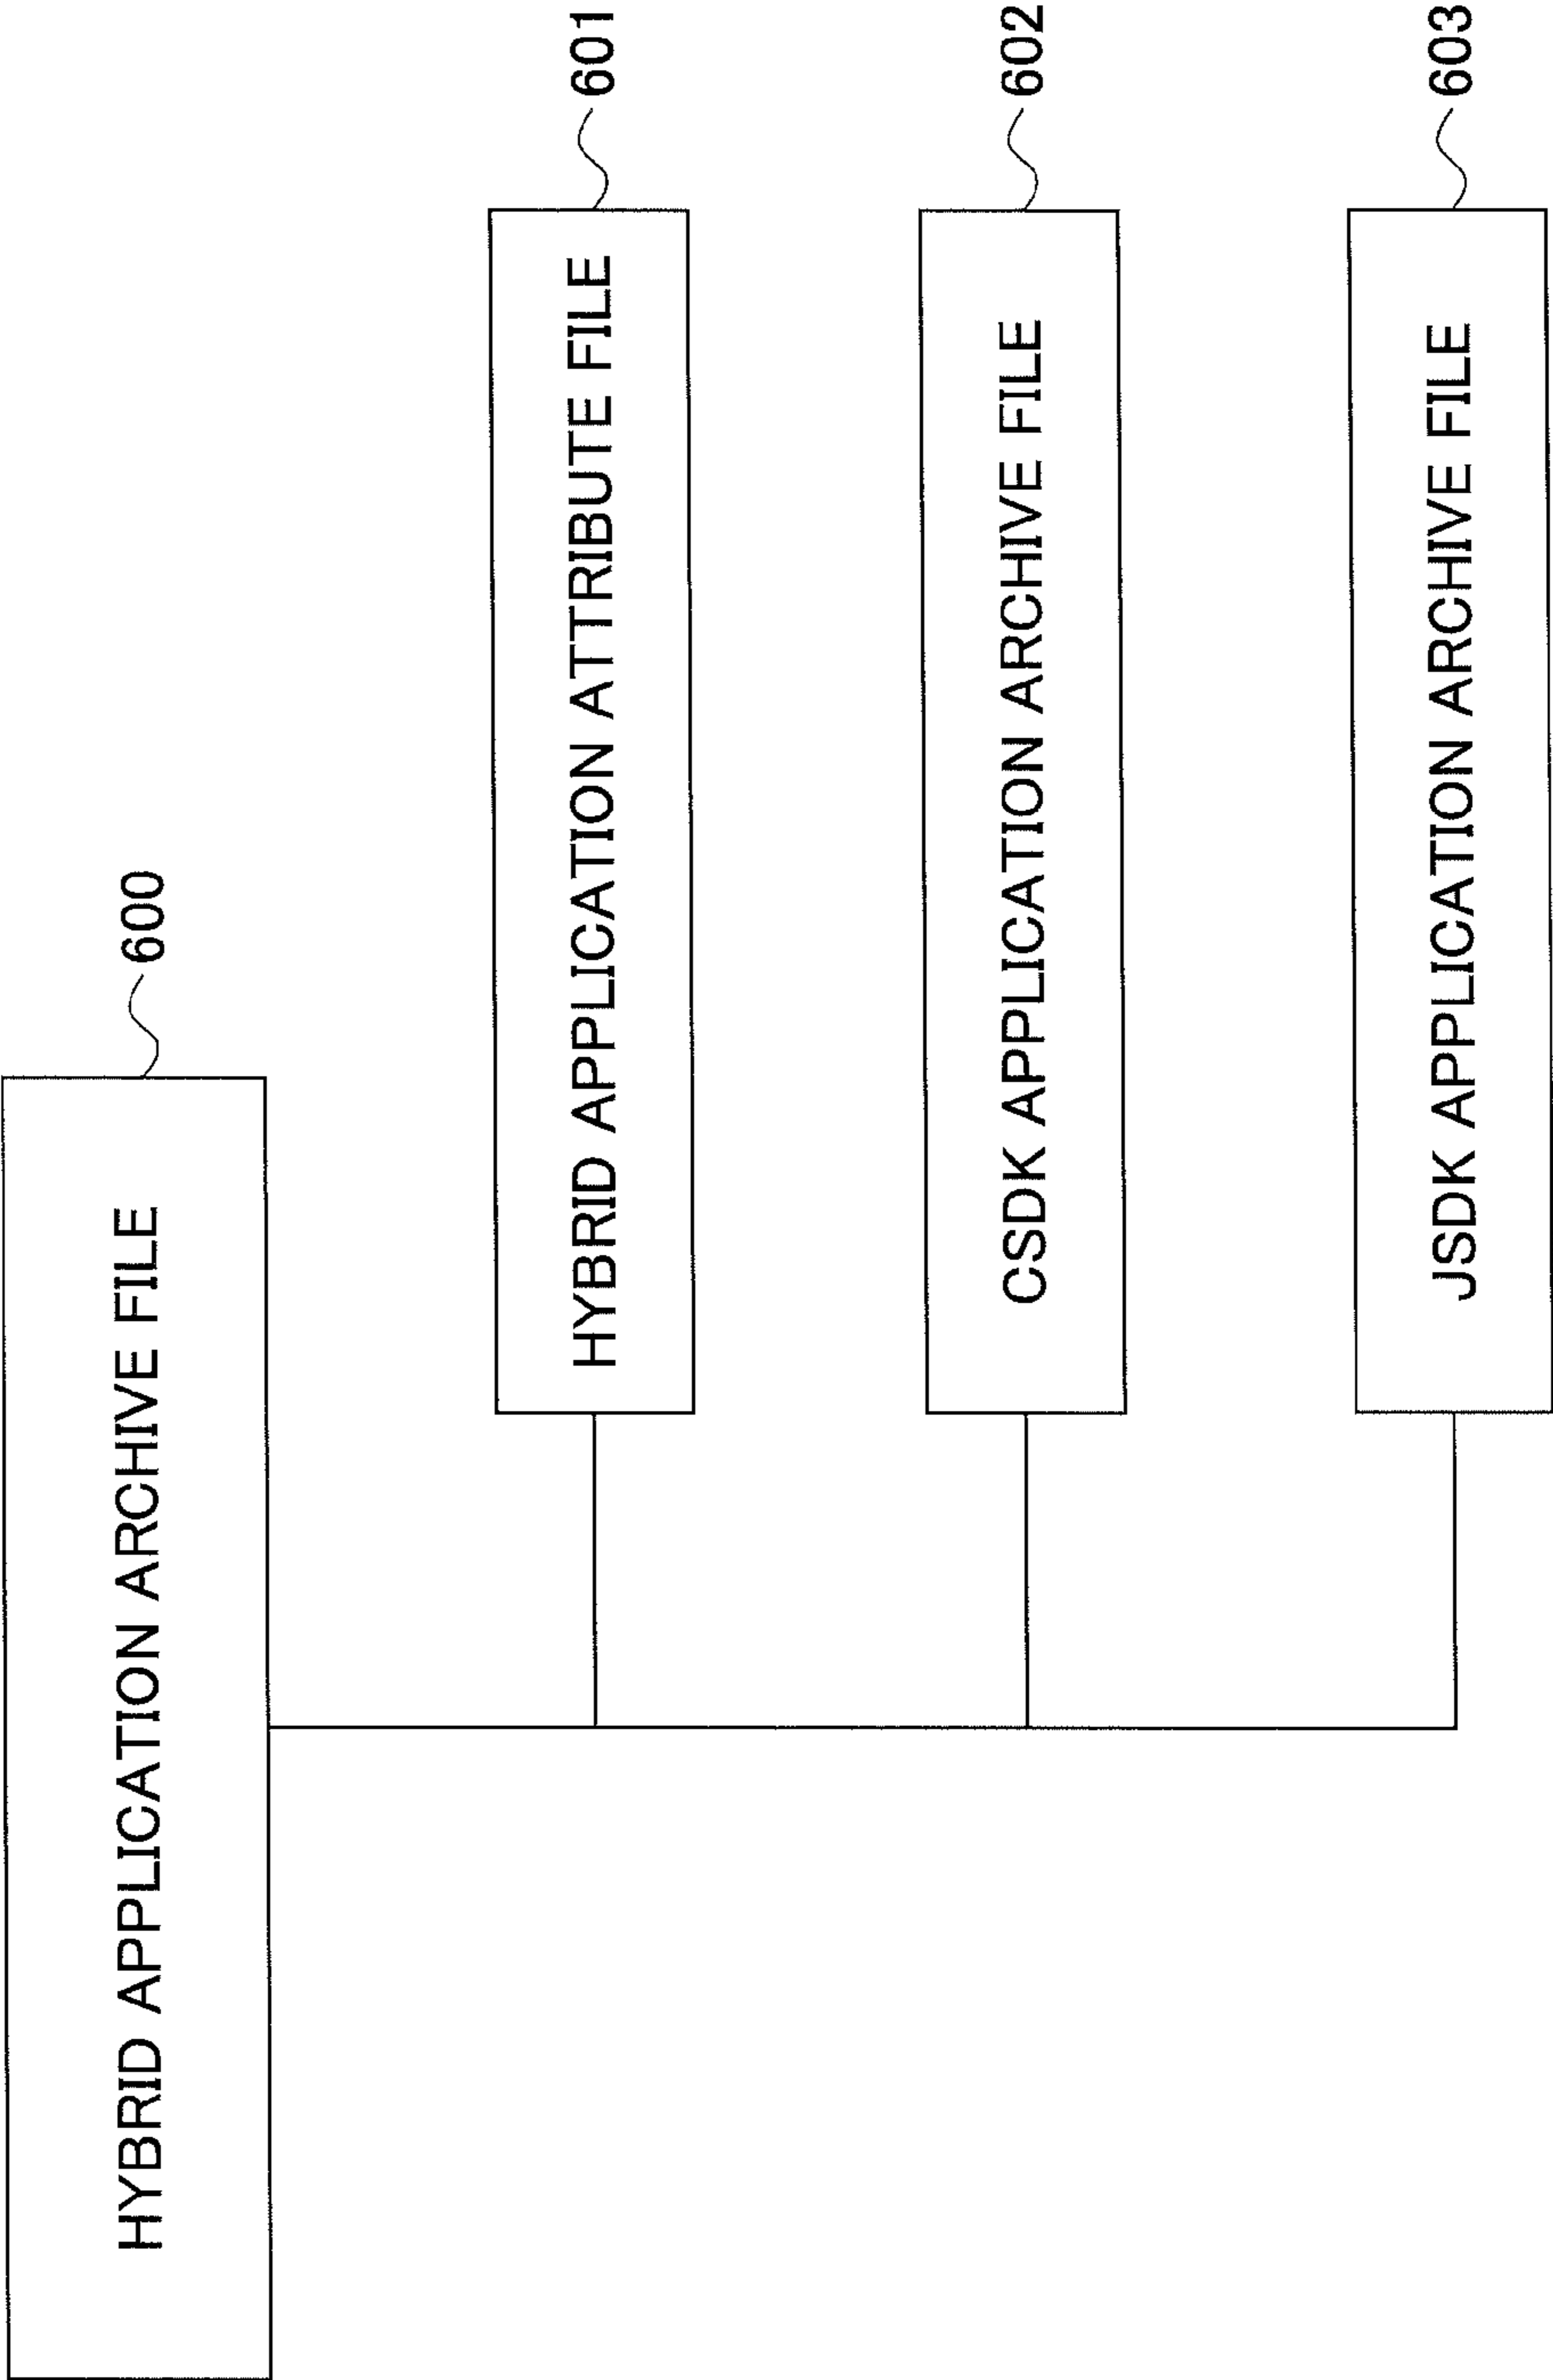 HYBRID APPLICATION ARCHIVE FILE
600
HYBRID APPLICATION ATTRIBUTE FILE
601
CSDK APPLICATION ARCHIVE FILE
602
JSDK APPLICATION ARCHIVE FILE
603